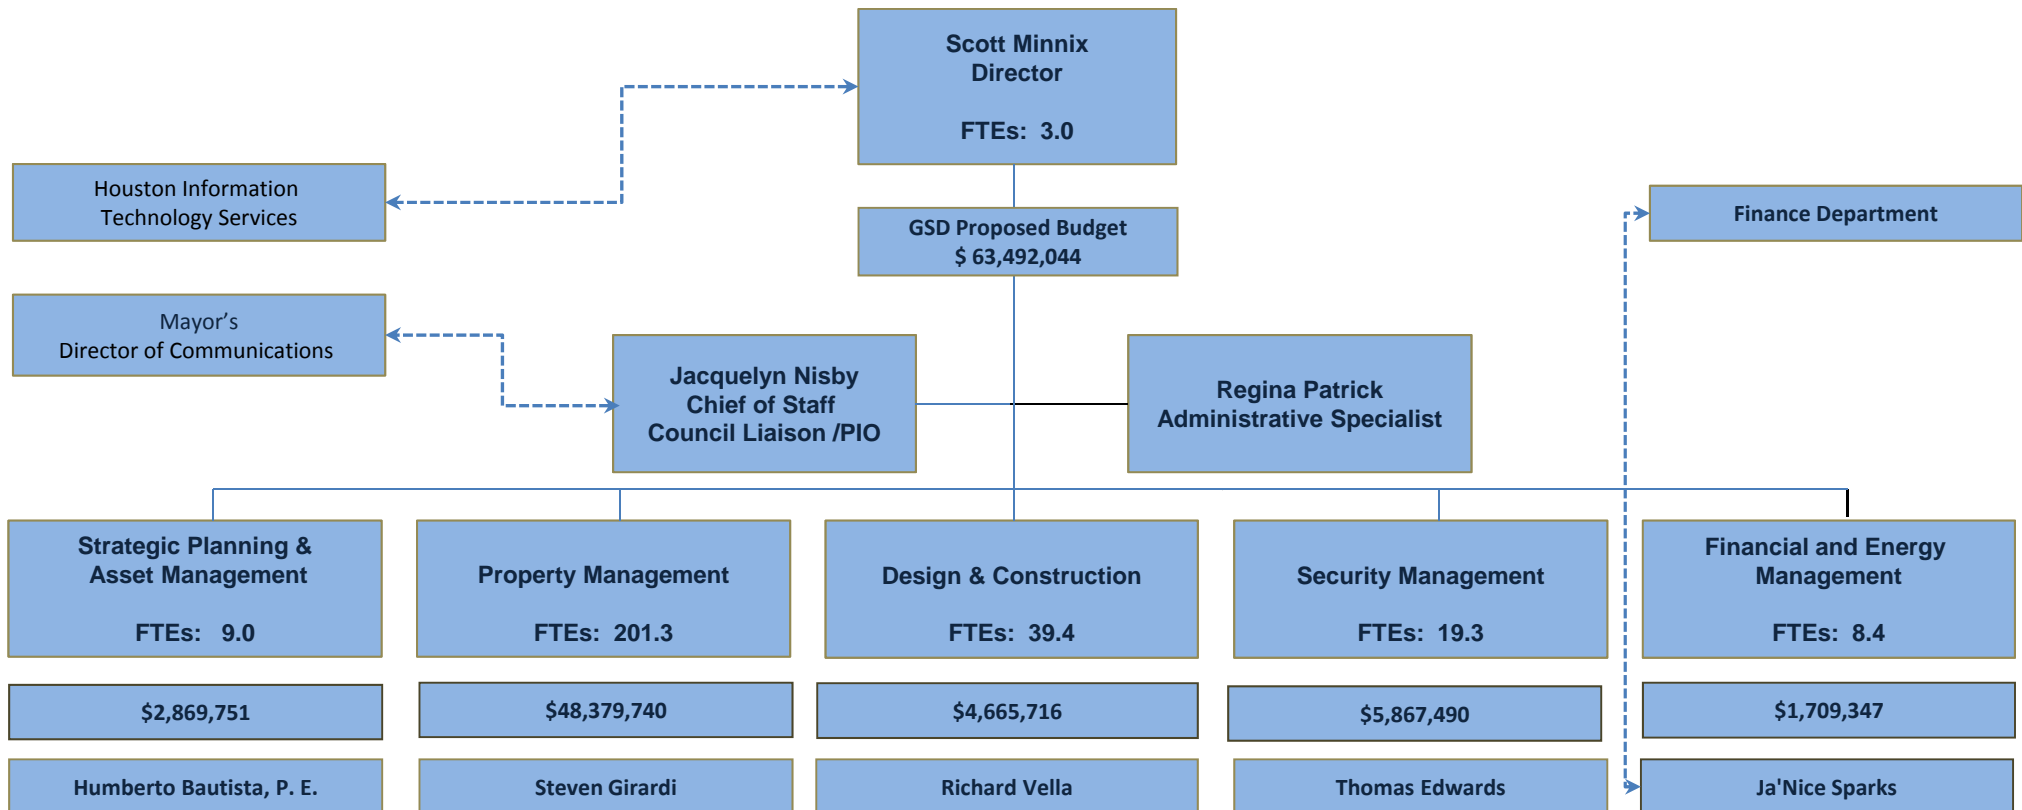 Scott Minnix
Director
FTEs: 3.0
Houston Information
Technology Services
Finance Department
GSD Proposed Budget
$ 63,492,044
Mayor’s
Director of Communications
Jacquelyn Nisby
Chief of Staff
Council Liaison /PIO
Regina Patrick
Administrative Specialist
Strategic Planning &
Asset Management
FTEs: 9.0
Property Management
FTEs: 201.3
Design & Construction
FTEs: 39.4
Security Management
FTEs: 19.3
Financial and Energy
Management
FTEs: 8.4
$2,869,751
$48,379,740
$4,665,716
$5,867,490
$1,709,347
Humberto Bautista, P. E.
Steven Girardi
Richard Vella
Thomas Edwards
Ja'Nice Sparks